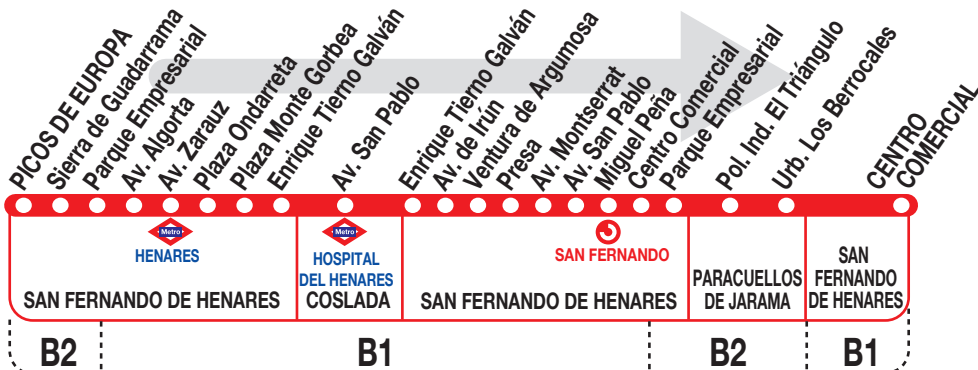 PICOS DE EUROPA
Sierra de Guadarrama
Parque Empresarial
Av. Algorta
Av. Zarauz
Plaza Ondarreta
Plaza Monte Gorbea
Enrique Tierno Galván
Av. San Pablo
Enrique Tierno Galván
Av. de Irún
Ventura de Argumosa
Presa
Av. Montserrat
Av. San Pablo
Miguel Peña
Centro Comercial
Parque Empresarial
Pol. Ind. El Triángulo
Urb. Los Berrocales
CENTRO
COMERCIAL
Metro
HENARES
Metro
HOSPITAL
DEL HENARES
SAN FERNANDO
SAN FERNANDO DE HENARES
COSLADA
SAN FERNANDO DE HENARES
PARACUELLOS
DE JARAMA
SAN
FERNANDO
DE HENARES
B2
B1
B2
B1